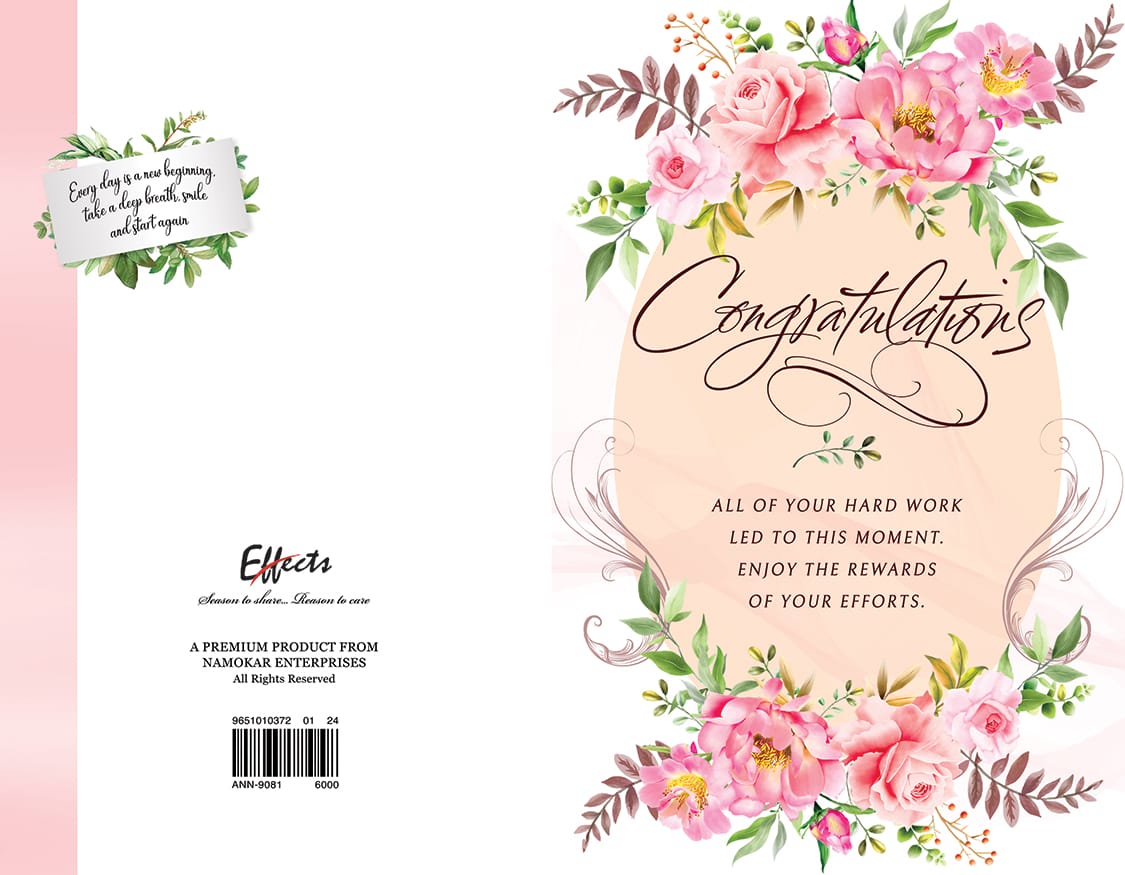 Every day is a new beginning,
take a deep breath, smile
and start again
Effects
Season to share... Reason to care
A PREMIUM PRODUCT FROM
NAMOKAR ENTERPRISES
All Rights Reserved
9651010372 01 24
ANN-9081 6000
Congratulations
ALL OF YOUR HARD WORK
LED TO THIS MOMENT.
ENJOY THE REWARDS
OF YOUR EFFORTS.